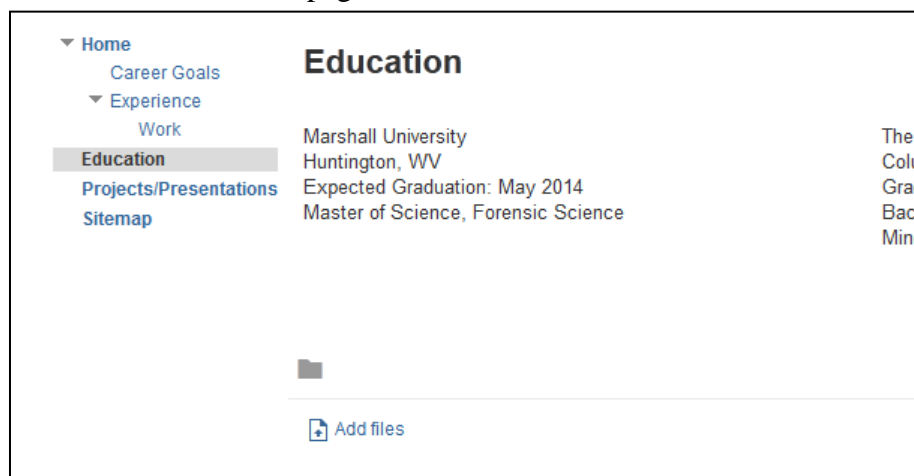 Home
Career Goals
Experience
Work
Education
Projects/Presentations
Sitemap
Education
Marshall University
Huntington, WV
Expected Graduation: May 2014
Master of Science, Forensic Science
The
Add files